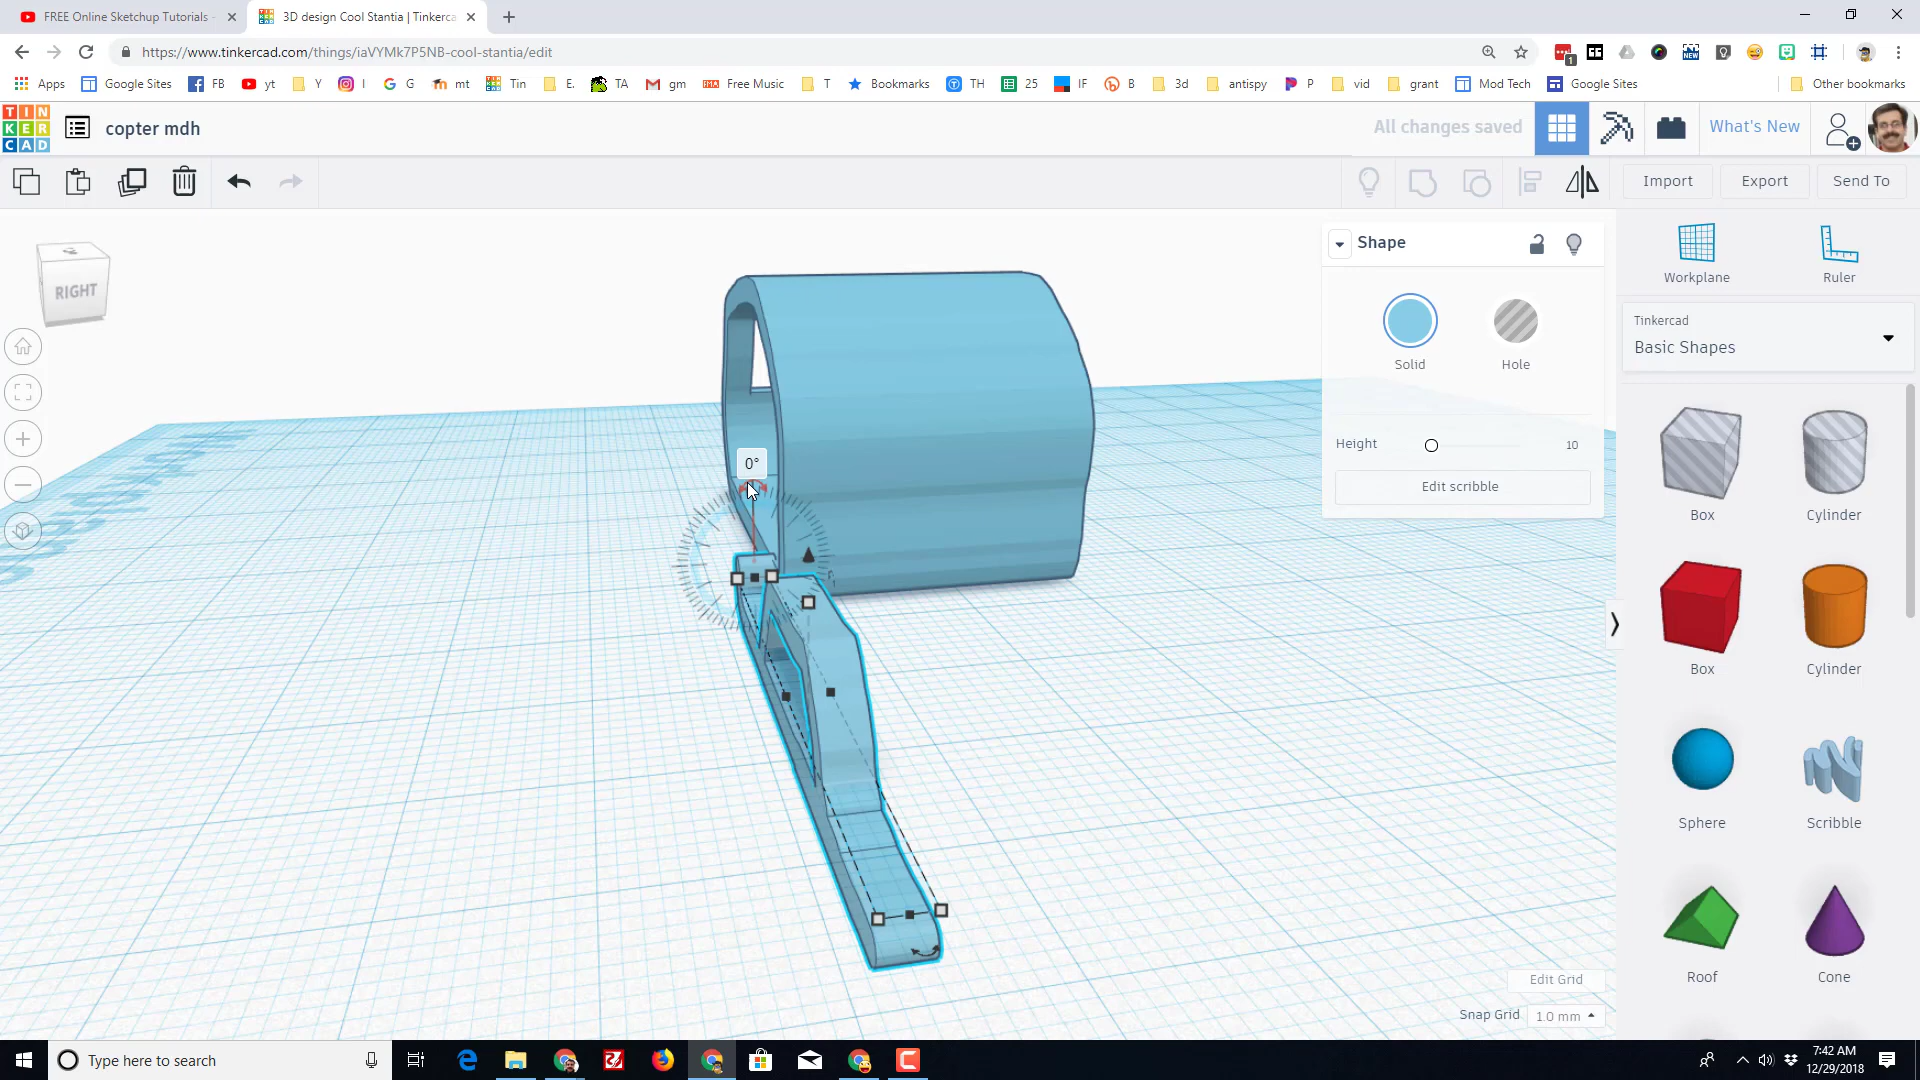 FREE Online Sketchup Tutorials -
3D design Cool Stantia | Tinkerca
https://www.tinkercad.com/things/iaVYMk7P5NB-cool-stantia/edit
1
Apps
Google Sites
FB
yt
Y
I
G
mt
Tin
E.
TA
gm
Free Music
T
Bookmarks
TH
25
IF
B
3d
antispy
P
vid
grant
Mod Tech
Google Sites
Other bookmarks
TIN
KER
CAD
copter mdh
All changes saved
What's New
Import
Export
Send To
RIGHT
Shape
Solid
Hole
Height
10
Edit scribble
0°
Workplane
Ruler
Tinkercad
Basic Shapes
Box
Cylinder
Box
Cylinder
Sphere
Scribble
Roof
Cone
Edit Grid
Snap Grid
1.0 mm
Type here to search
7:42 AM
12/29/2018